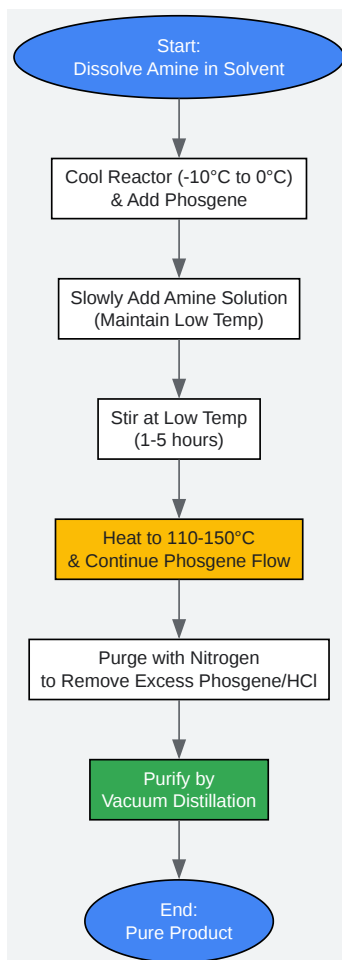 Start:
Dissolve Amine in Solvent
Cool Reactor (-10°C to 0°C)
& Add Phosgene
Slowly Add Amine Solution
(Maintain Low Temp)
Stir at Low Temp
(1-5 hours)
Heat to 110-150°C
& Continue Phosgene Flow
Purge with Nitrogen
to Remove Excess Phosgene/HCl
Purify by
Vacuum Distillation
End:
Pure Product